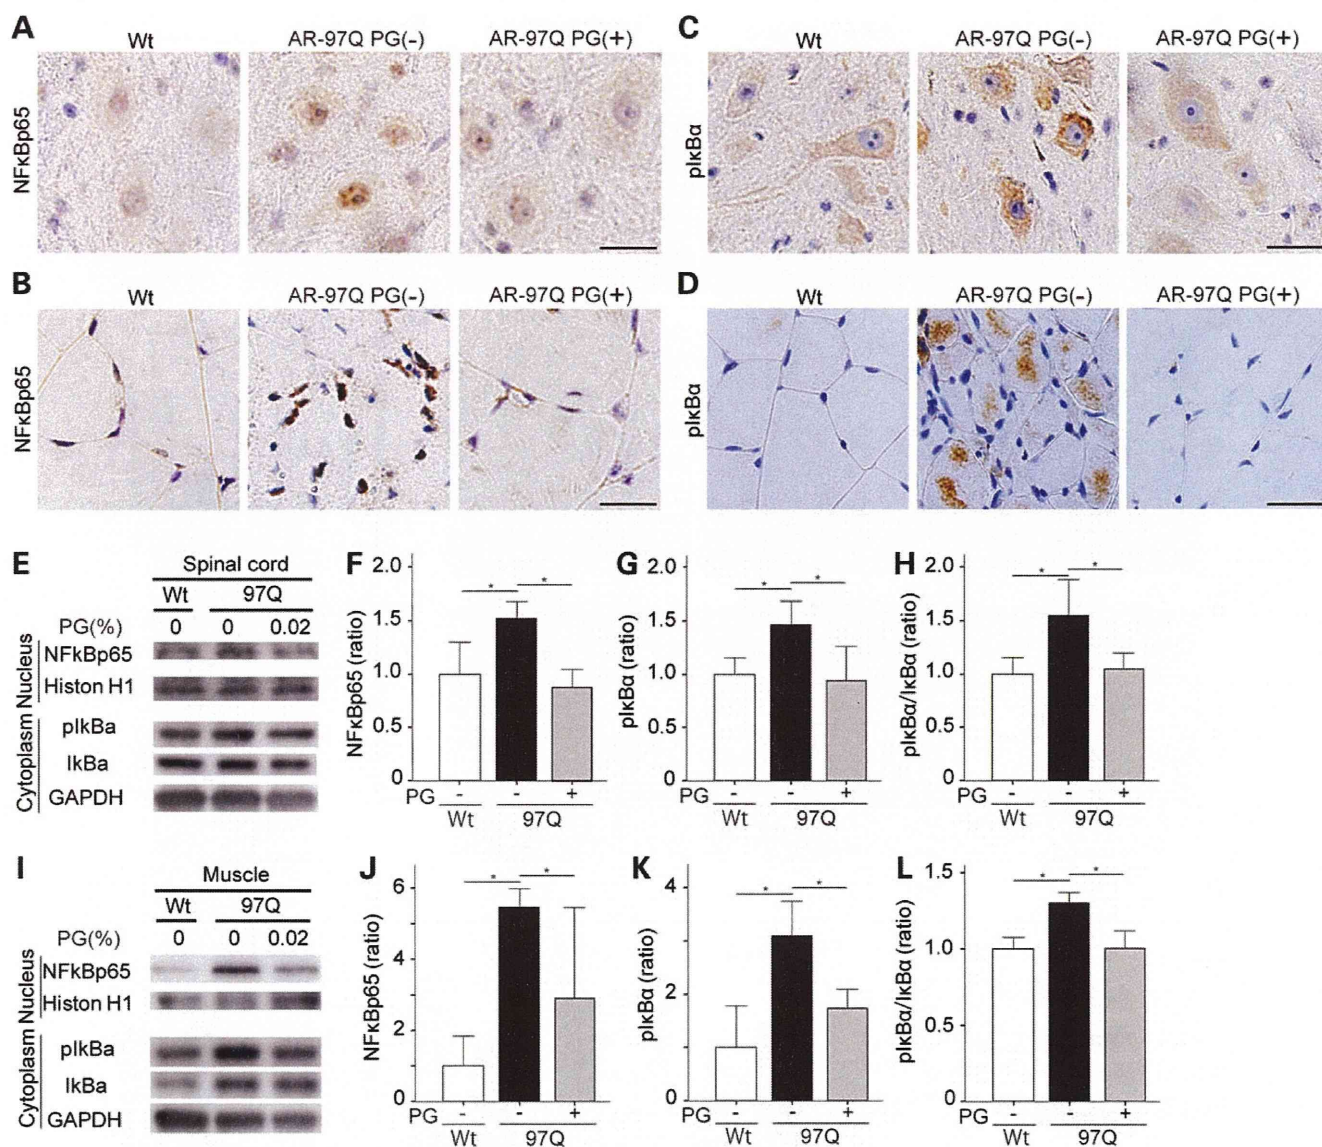 A
Wt
AR-97Q PG(-)
AR-97Q PG(+)
NFκBp65
C
Wt
AR-97Q PG(-)
AR-97Q PG(+)
pIκBα
B
Wt
AR-97Q PG(-)
AR-97Q PG(+)
NFκBp65
D
Wt
AR-97Q PG(-)
AR-97Q PG(+)
pIκBα
E
Spinal cord
Wt 97Q
PG(%) 0 0 0.02
Nucleus
NFkBp65
Histon H1
Cytoplasm
pIkBa
IkBa
GAPDH
F
NFκBp65 (ratio)
2.0
1.5
1.0
0.5
0
* *
PG - - +
Wt 97Q
G
pIκBα (ratio)
2.0
1.5
1.0
0.5
0
* *
PG - - +
Wt 97Q
H
pIκBα/IκBα (ratio)
2.0
1.5
1.0
0.5
0
* *
PG - - +
Wt 97Q
I
Muscle
Wt 97Q
PG(%) 0 0 0.02
Nucleus
NFkBp65
Histon H1
Cytoplasm
pIkBa
IkBa
GAPDH
J
NFκBp65 (ratio)
6
4
2
0
* *
PG - - +
Wt 97Q
K
pIκBα (ratio)
4
2
0
* *
PG - - +
Wt 97Q
L
pIκBα/IκBα (ratio)
1.5
1.0
0.5
0
* *
PG - - +
Wt 97Q